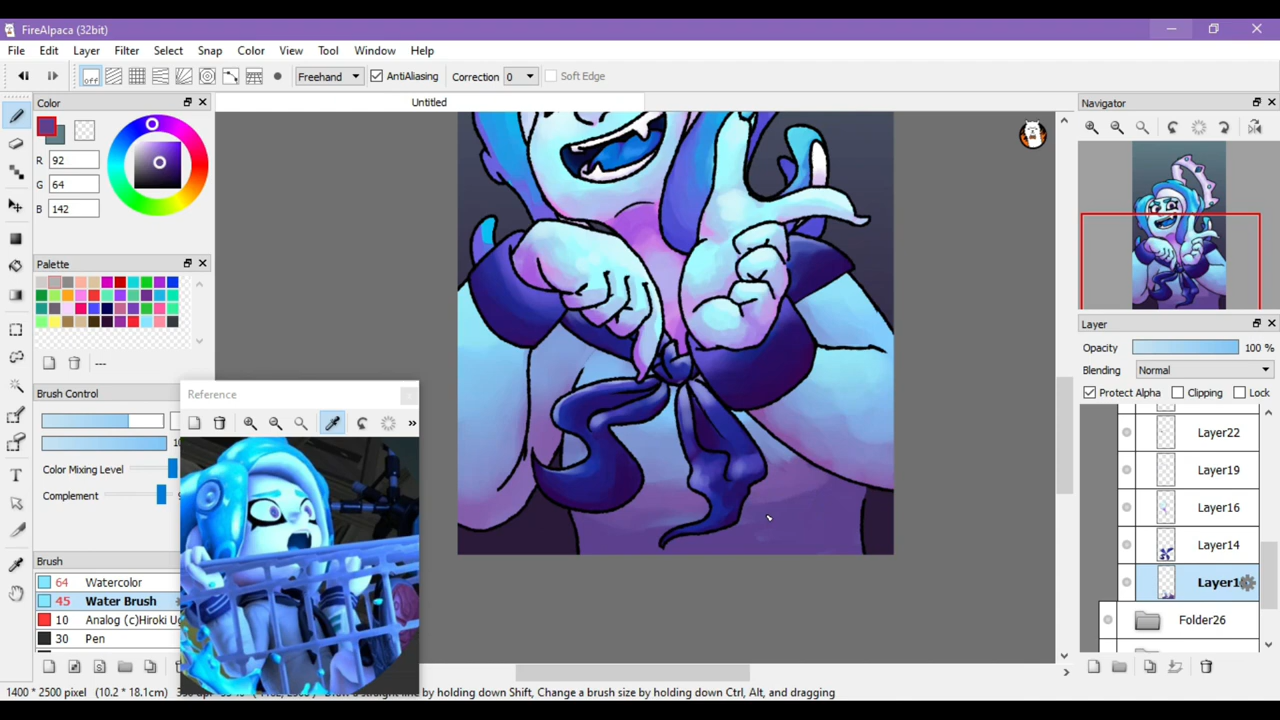 FireAlpaca (32bit)
File Edit Layer Filter Select Snap Color View Tool Window Help
off Freehand AntiAliasing Correction 0 Soft Edge
Color
Untitled
Navigator
R 92
G 64
B 142
Palette
---
Layer
Opacity 100 %
Blending Normal
Protect Alpha Clipping Lock
Brush Control
Reference
Color Mixing Level
Complement
Layer22
Layer19
Layer16
Layer14
Brush
64 Watercolor
45 Water Brush
10 Analog (c)Hiroki
30 Pen
Folder26
1400 * 2500 pixel (10.2 * 18.1cm)
a straight line by holding down Shift, Change a brush size by holding down Ctrl, Alt, and dragging